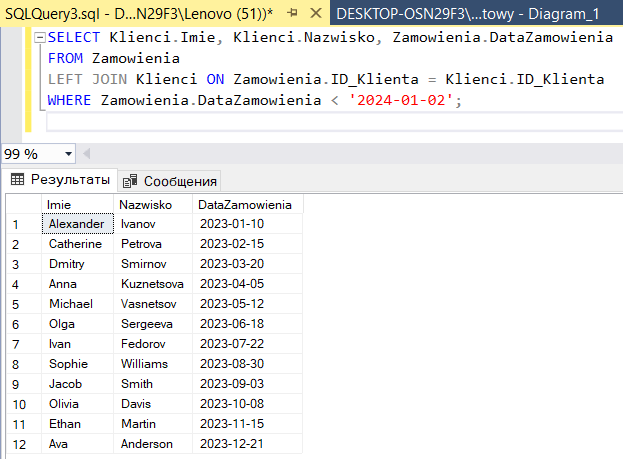 SQLQuery3.sql - D...N29F3\Lenovo (51))* DESKTOP-OSN29F3\...towy - Diagram_1
SELECT Klienci.Imie, Klienci.Nazwisko, Zamowienia.DataZamowienia
FROM Zamowienia
LEFT JOIN Klienci ON Zamowienia.ID_Klienta = Klienci.ID_Klienta
WHERE Zamowienia.DataZamowienia < '2024-01-02';
99 %
Результаты Сообщения
Imie Nazwisko DataZamowienia
1 Alexander Ivanov 2023-01-10
2 Catherine Petrova 2023-02-15
3 Dmitry Smirnov 2023-03-20
4 Anna Kuznetsova 2023-04-05
5 Michael Vasnetsov 2023-05-12
6 Olga Sergeeva 2023-06-18
7 Ivan Fedorov 2023-07-22
8 Sophie Williams 2023-08-30
9 Jacob Smith 2023-09-03
10 Olivia Davis 2023-10-08
11 Ethan Martin 2023-11-15
12 Ava Anderson 2023-12-21